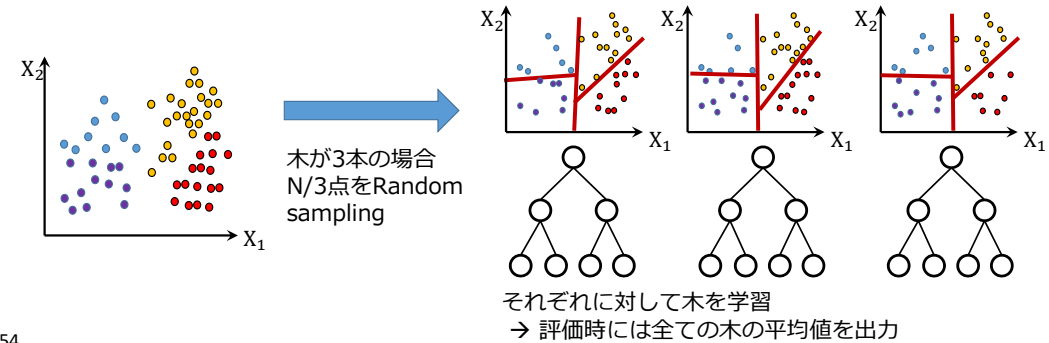 X2
X1
木が3本の場合
N/3点をRandom
sampling
X2
X1
X2
X1
X2
X1
それぞれに対して木を学習
→ 評価時には全ての木の平均値を出力
54